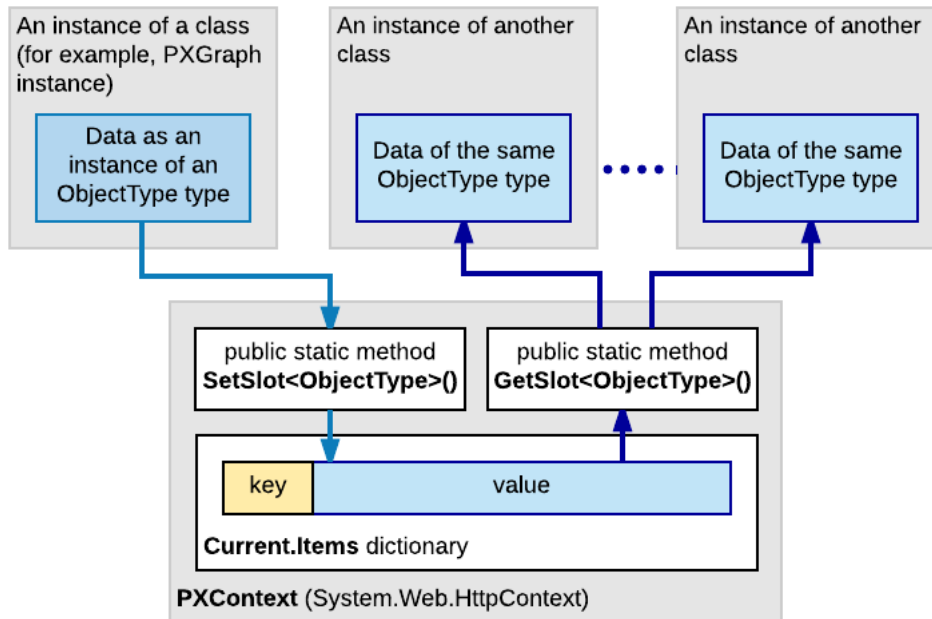 An instance of a class
(for example, PXGraph
instance)
Data as an
instance of an
ObjectType type
An instance of another
class
Data of the same
ObjectType type
An instance of another
class
Data of the same
ObjectType type
public static method
SetSlot<ObjectType>()
public static method
GetSlot<ObjectType>()
key
value
Current.Items dictionary
PXContext (System.Web.HttpContext)